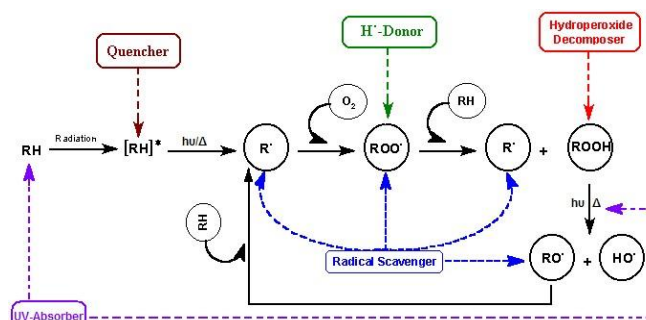 Quencher
H˙-Donor
Hydroperoxide
Decomposer
O₂
RH
RH
Radiation
[RH]*
hυ/Δ
R˙
ROO˙
R˙
+
ROOH
RH
hυ
Δ
Radical Scavenger
RO˙
+
HO˙
UV-Absorber